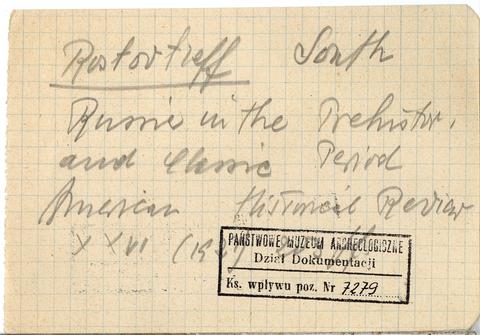 Rostovtzeff South
Russia in the Prehistor.
and Classic Period
American Historical Review
XXVI (1921)
PAŃSTWOWE MUZEUM ARCHEOLOGICZNE
Dział Dokumentacji
Ks. wpływu poz. Nr 7279